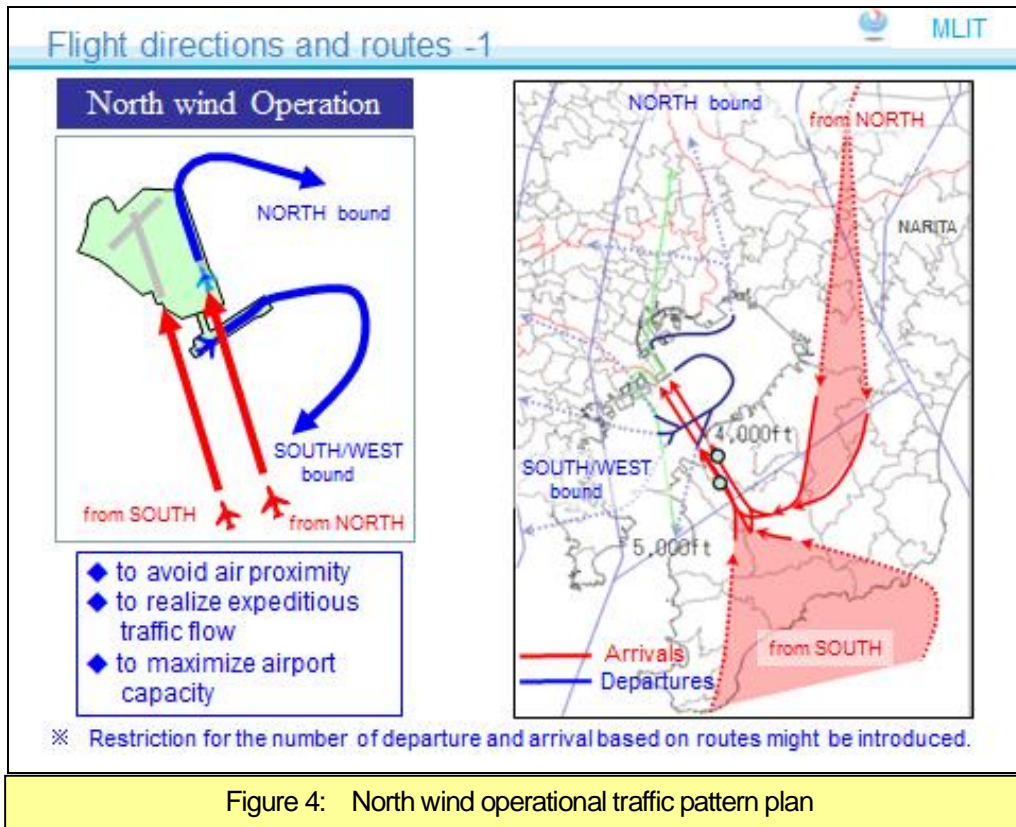 Flight directions and routes -1
MLIT
North wind Operation
NORTH bound
SOUTH/WEST
bound
from SOUTH
from NORTH
◆ to avoid air proximity
◆ to realize expeditious
traffic flow
◆ to maximize airport
capacity
NORTH bound
from NORTH
NARITA
4,000ft
SOUTH/WEST
bound
5,000ft
from SOUTH
Arrivals
Departures
※ Restriction for the number of departure and arrival based on routes might be introduced.
Figure 4: North wind operational traffic pattern plan